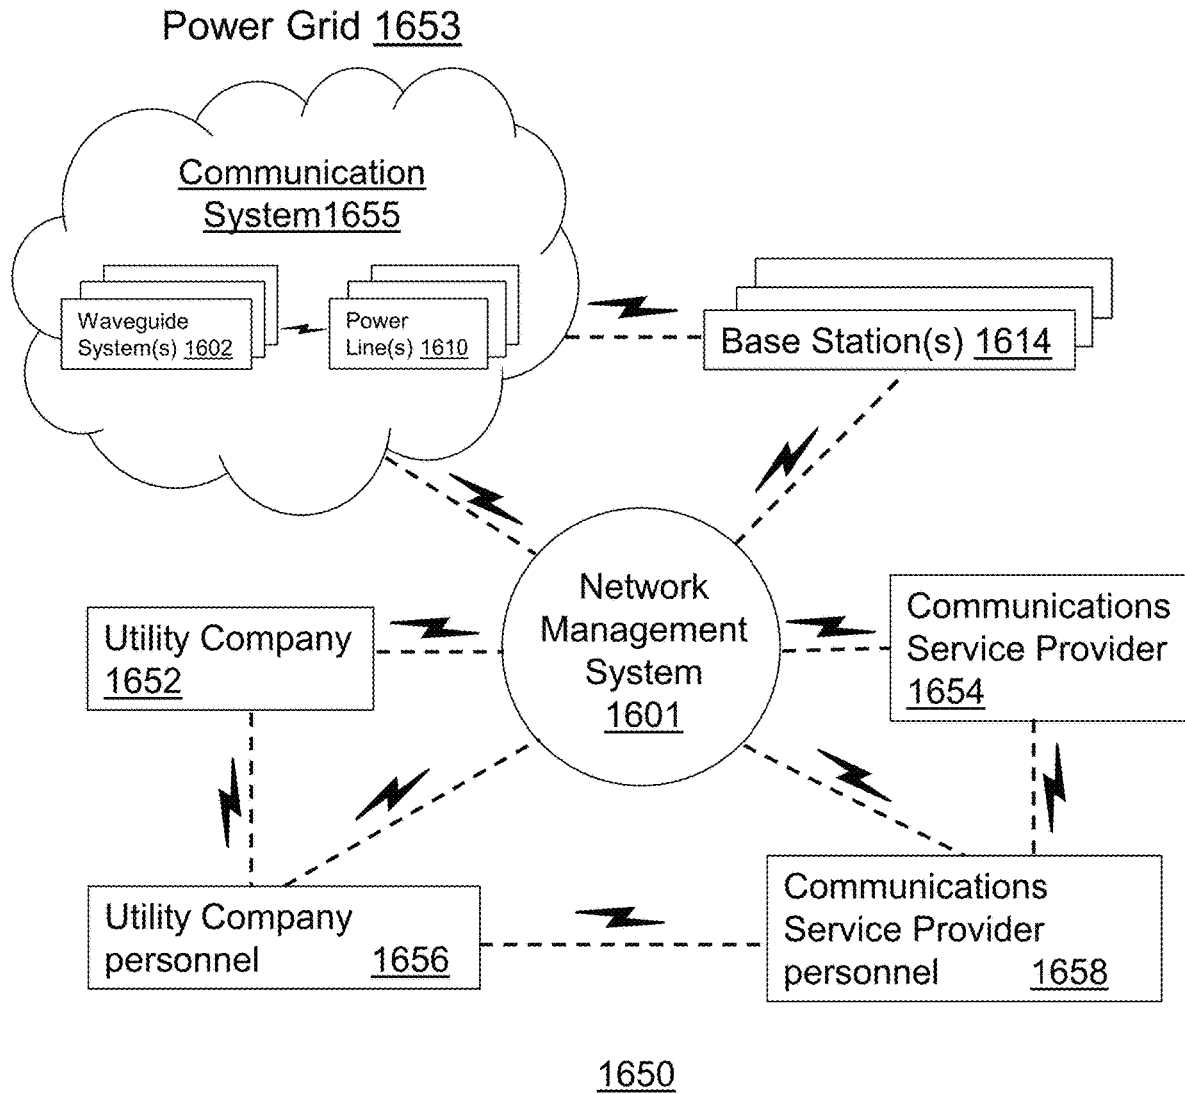 Power Grid 1653
Communication
System1655
Waveguide
System(s) 1602
Power
Line(s) 1610
Base Station(s) 1614
Network
Management
System
1601
Utility Company
1652
Communications
Service Provider
1654
Utility Company
personnel 1656
Communications
Service Provider
personnel 1658
1650